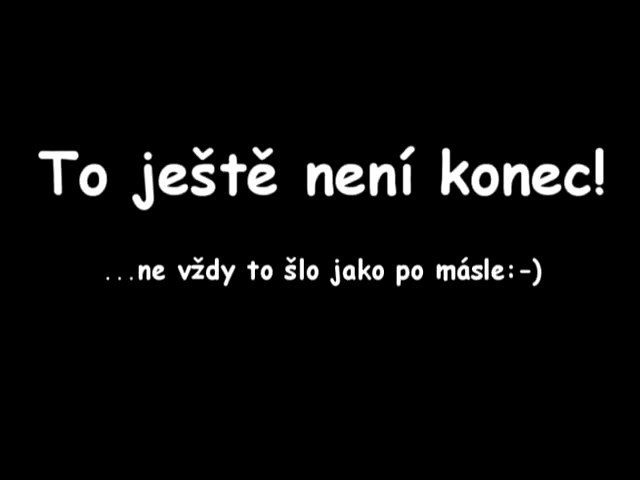 To ještě není konec!
...ne vždy to šlo jako po másle:-)